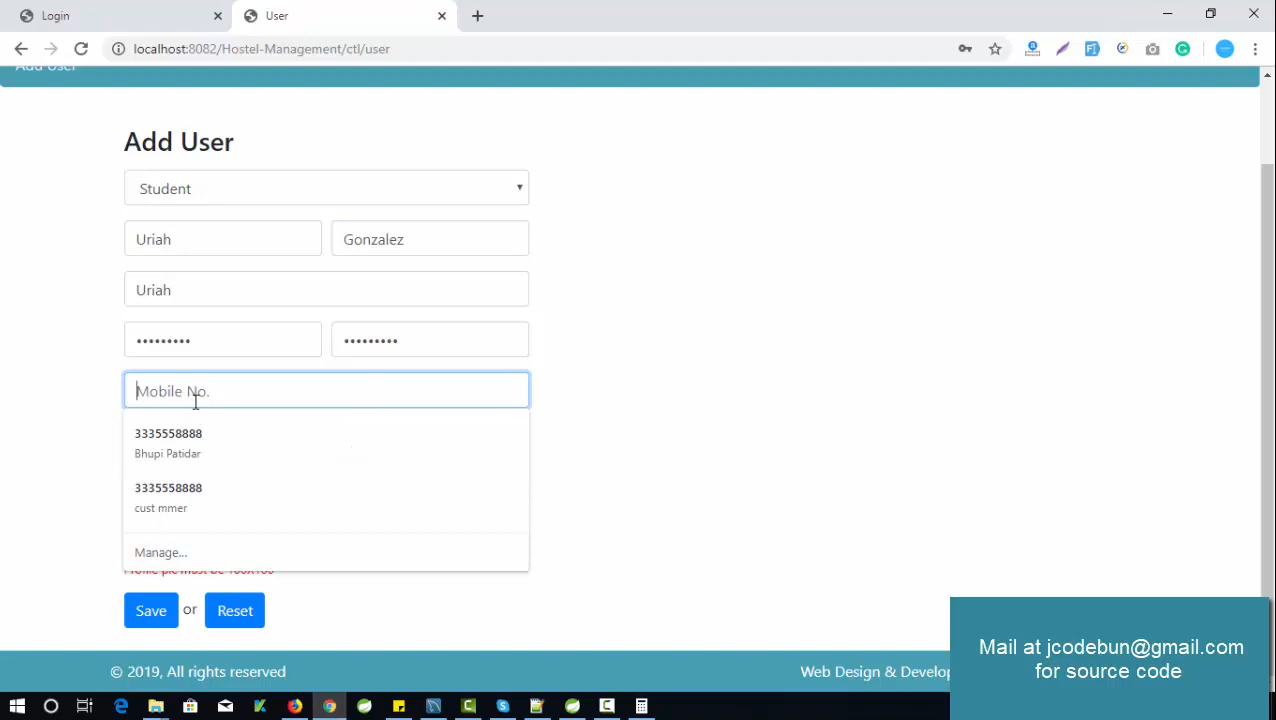 Login
User
localhost:8082/Hostel-Management/ctl/user
Add User
Add User
Student
Uriah
Gonzalez
Uriah
Mobile No.
3335558888
Bhupi Patidar
3335558888
cust mmer
Manage...
Profile pic must be
Save
or
Reset
© 2019, All rights reserved
Web Design & Develop
Mail at jcodebun@gmail.com
for source code